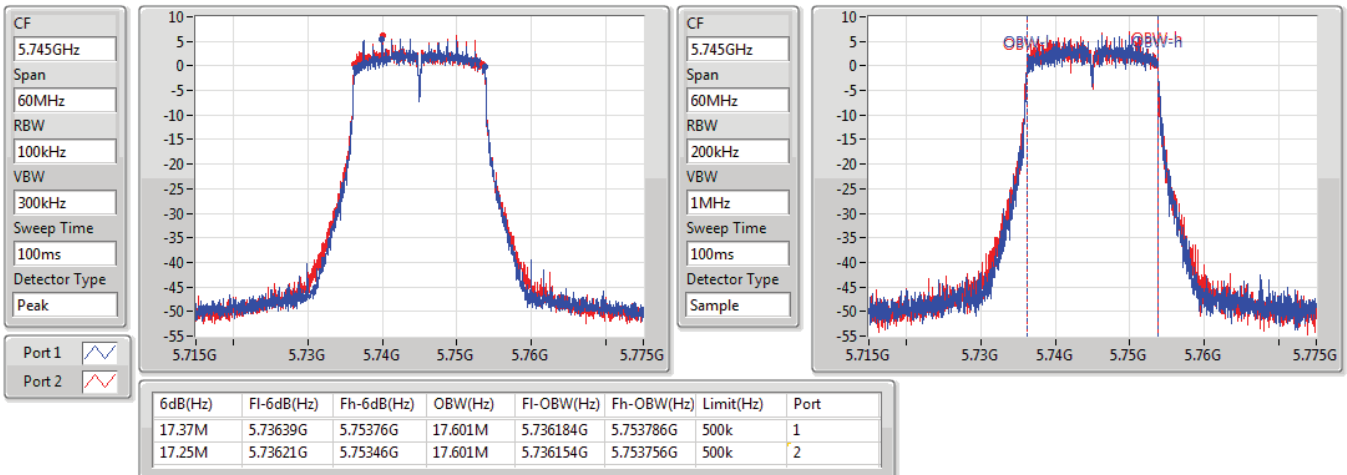 CF
5.745GHz
Span
60MHz
RBW
100kHz
VBW
300kHz
Sweep Time
100ms
Detector Type
Peak
Port 1
Port 2
10
5
0
-5
-10
-15
-20
-25
-30
-35
-40
-45
-50
-55
5.715G 5.73G 5.74G 5.75G 5.76G 5.775G
CF
5.745GHz
Span
60MHz
RBW
200kHz
VBW
1MHz
Sweep Time
100ms
Detector Type
Sample
10
5
0
-5
-10
-15
-20
-25
-30
-35
-40
-45
-50
-55
OBW-h
5.715G 5.73G 5.74G 5.75G 5.76G 5.775G
6dB(Hz) Fl-6dB(Hz) Fh-6dB(Hz) OBW(Hz) Fl-OBW(Hz) Fh-OBW(Hz) Limit(Hz) Port
17.37M 5.73639G 5.75376G 17.601M 5.736184G 5.753786G 500k 1
17.25M 5.73621G 5.75346G 17.601M 5.736154G 5.753756G 500k 2